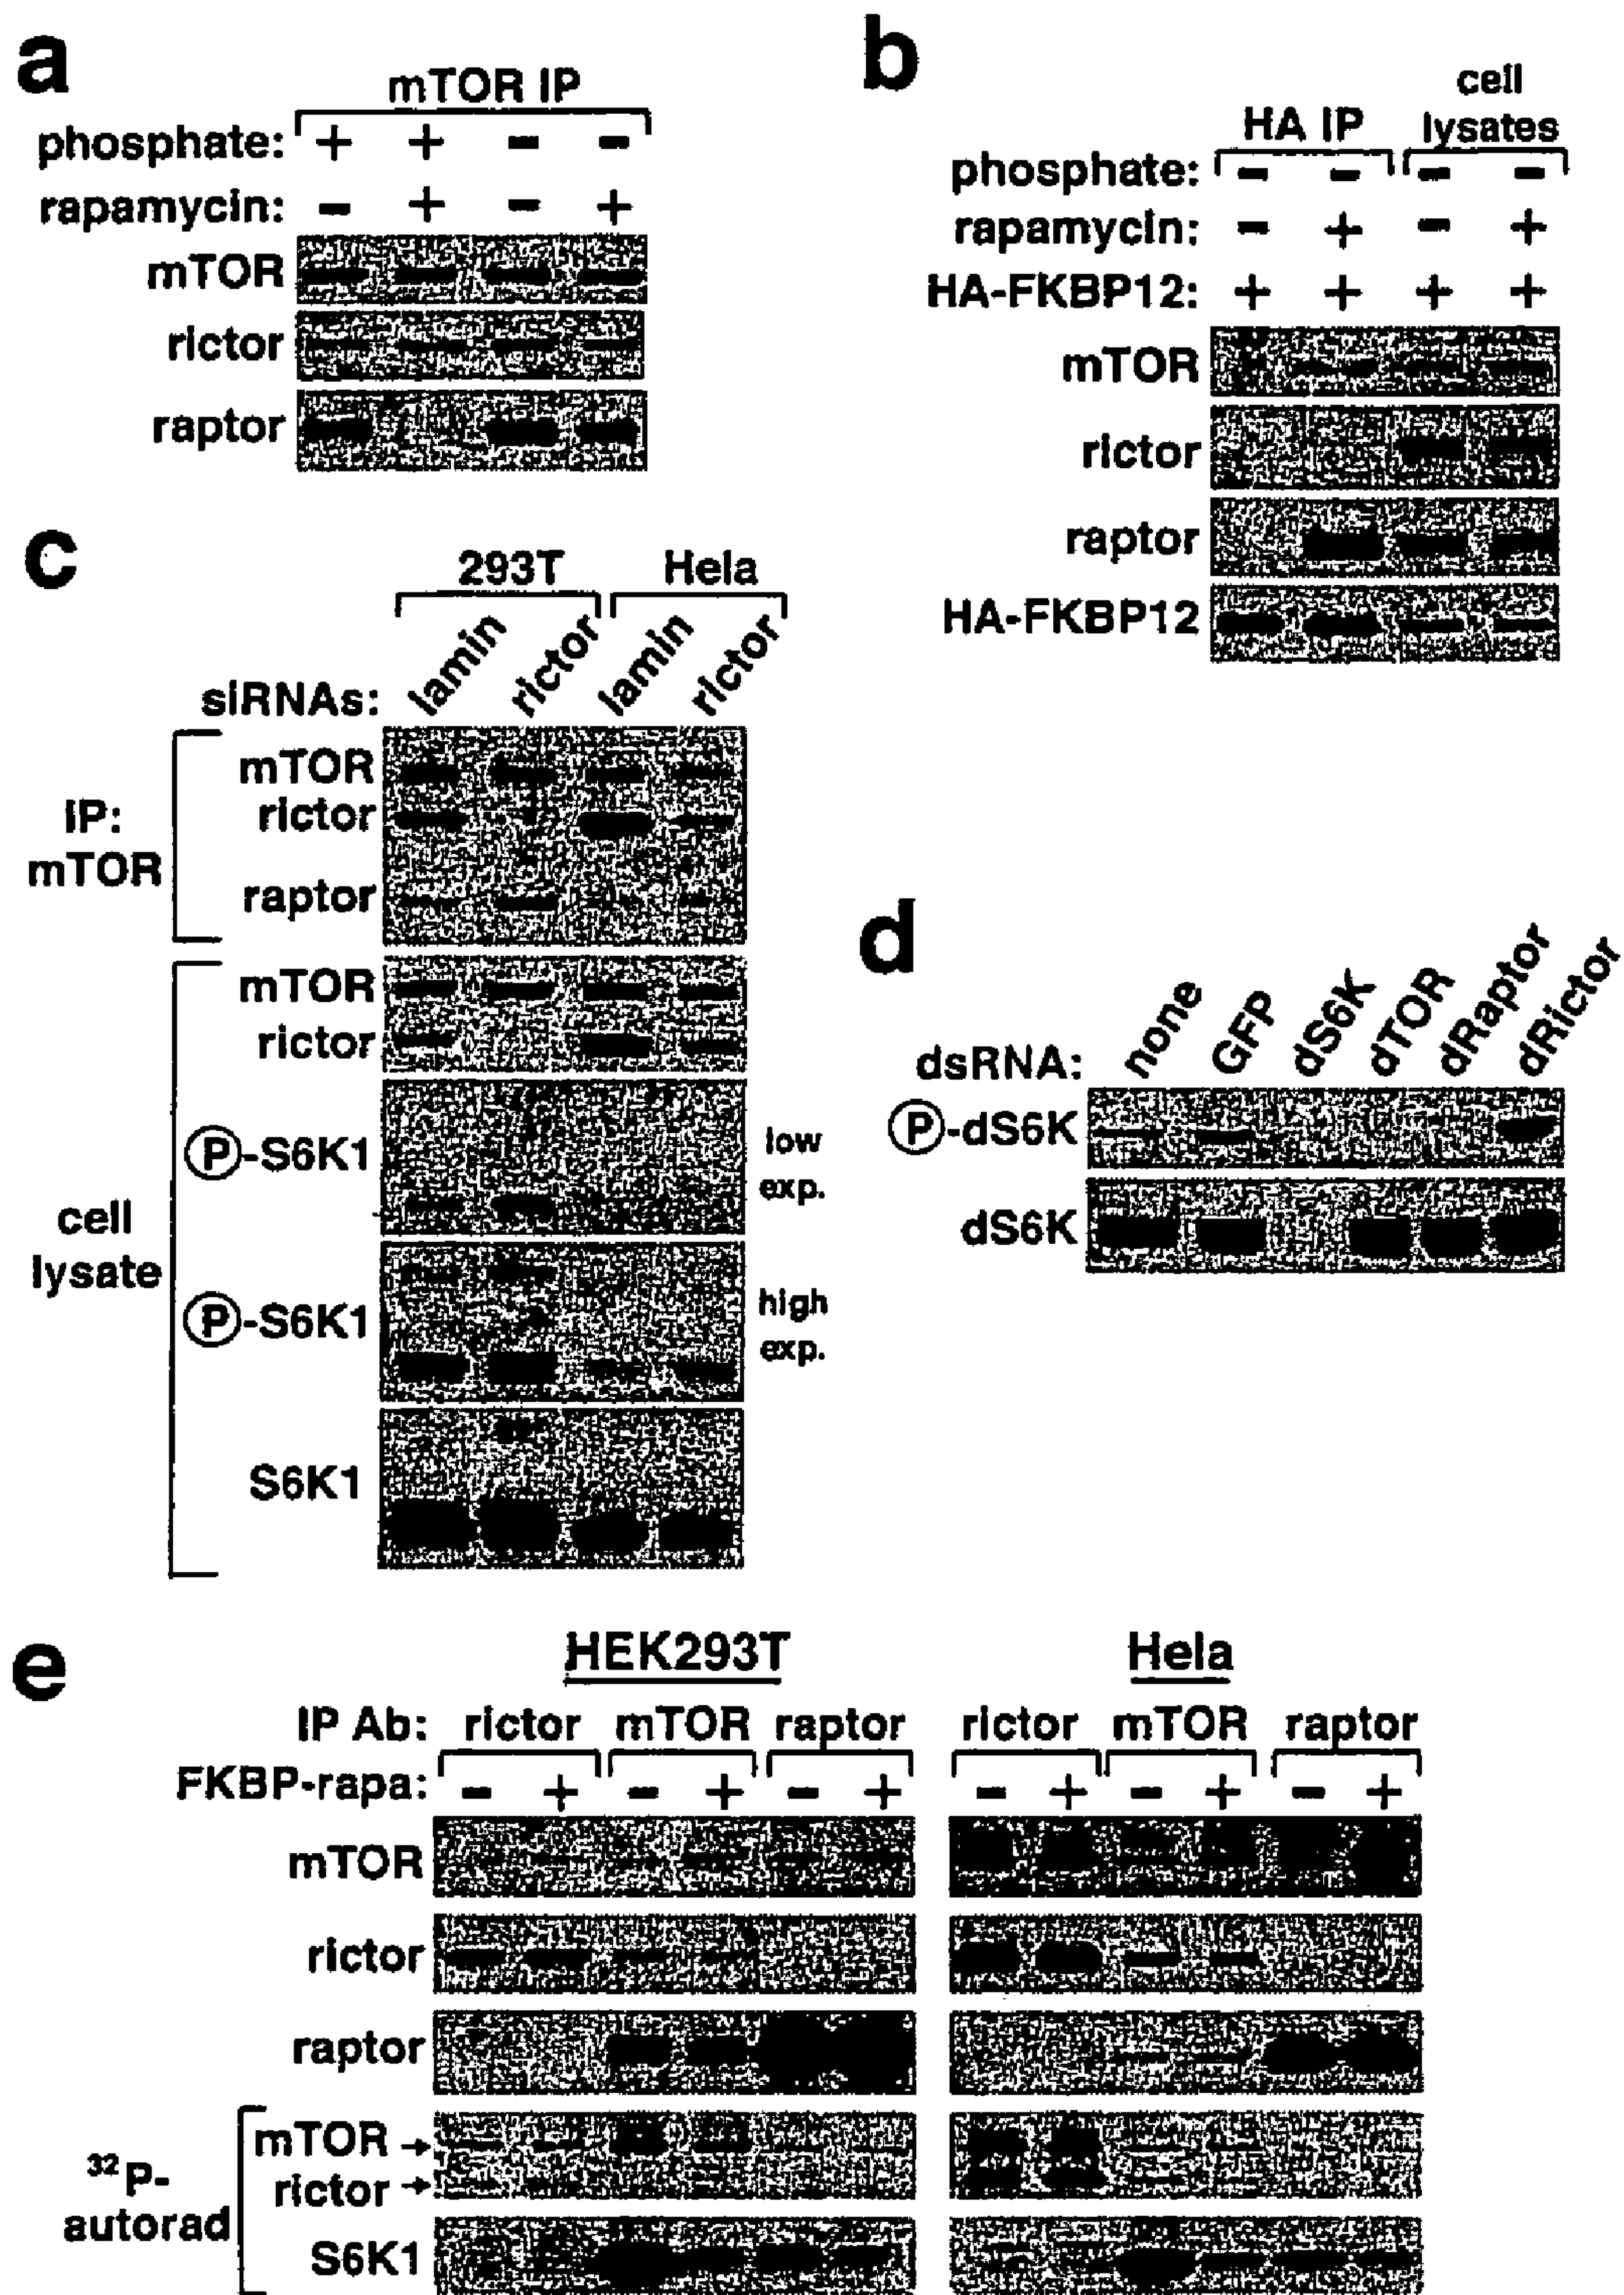 a
mTOR IP
phosphate: + + - -
rapamycin: - + - +
mTOR
rictor
raptor
b
HA IP
cell
lysates
phosphate: - - - -
rapamycin: - + - +
HA-FKBP12: + + + +
mTOR
rictor
raptor
HA-FKBP12
c
293T Hela
siRNAs: lamin rictor lamin rictor
IP:
mTOR
mTOR
rictor
raptor
cell
lysate
mTOR
rictor
P-S6K1
low
exp.
P-S6K1
high
exp.
S6K1
d
dsRNA: none GFP dS6K dTOR dRaptor dRictor
P-dS6K
dS6K
e
HEK293T Hela
IP Ab: rictor mTOR raptor rictor mTOR raptor
FKBP-rapa: - + - + - + - + - + - +
mTOR
rictor
raptor
32P-
autorad
mTOR →
rictor →
S6K1